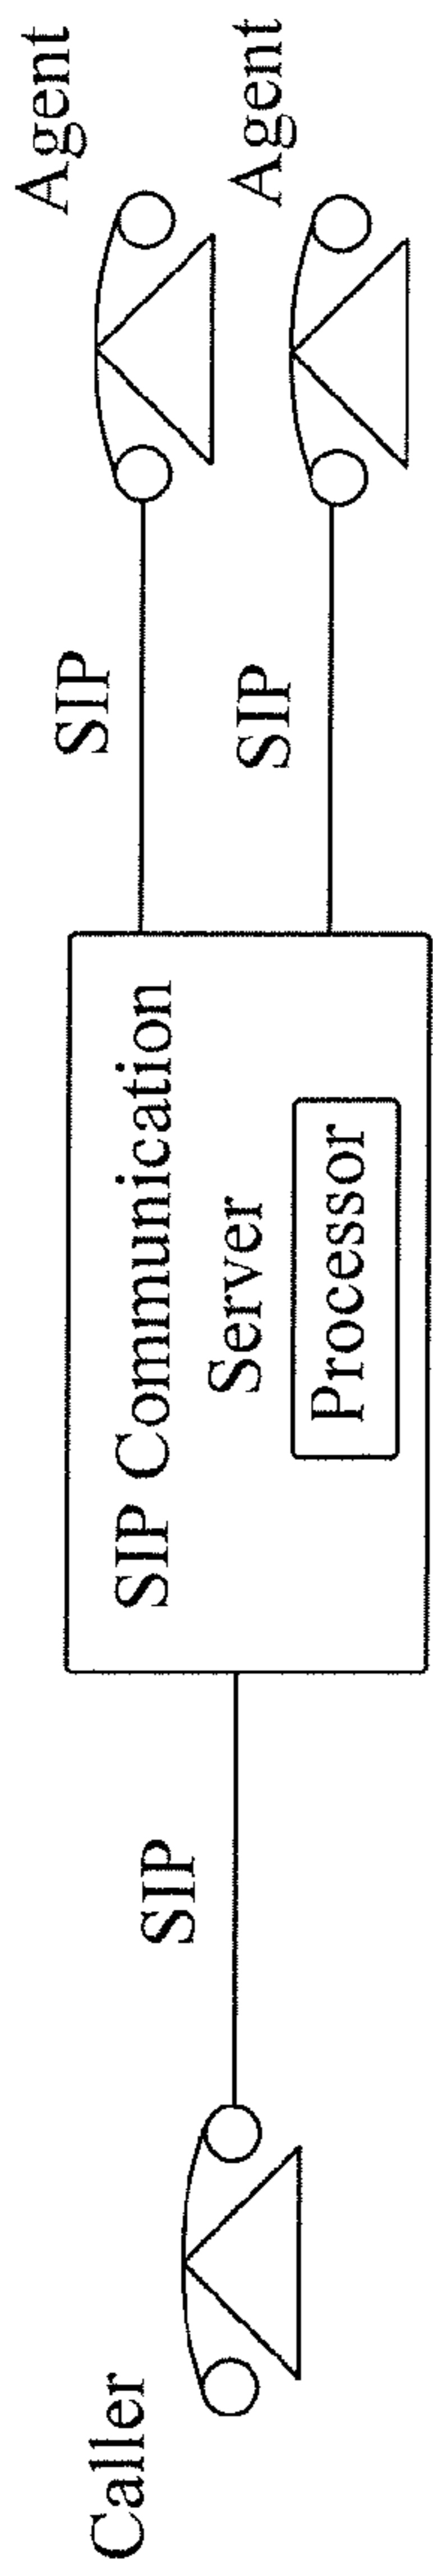 Caller
SIP
SIP Communication
Server
Processor
SIP
Agent
SIP
Agent